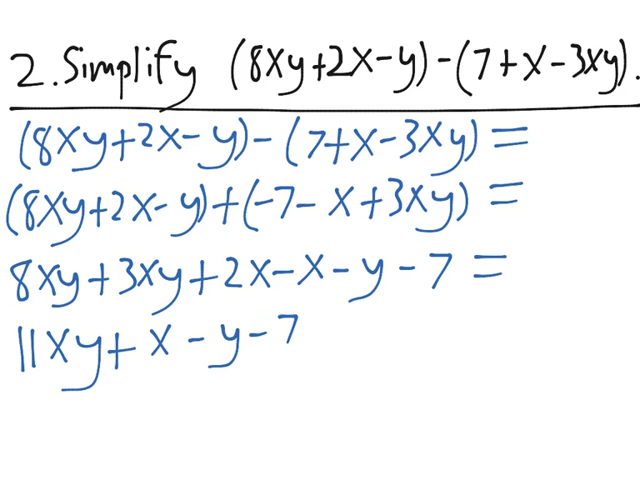 2. Simplify (8xy+2x-y)-(7+x-3xy).
(8xy+2x-y)-(7+x-3xy)=
(8xy+2x-y)+(-7-x+3xy)=
8xy+3xy+2x-x-y-7=
11xy+x-y-7